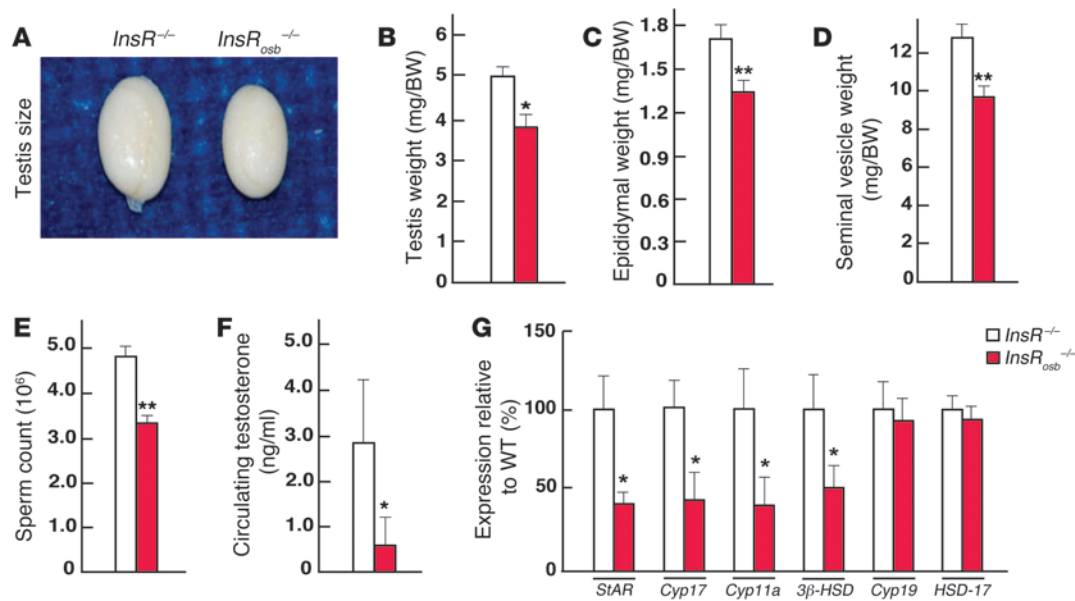 A
InsR–/–
InsRosb–/–
Testis size
B
Testis weight (mg/BW)
6
5
4
3
2
1
0
*
C
Epididymal weight (mg/BW)
1.8
1.5
1.2
0.9
0.6
0.3
0
**
D
Seminal vesicle weight
(mg/BW)
12
10
8
6
4
2
0
**
E
Sperm count (10⁶)
5.0
4.0
3.0
2.0
1.0
0
**
F
Circulating testosterone
(ng/ml)
5.0
4.0
3.0
2.0
1.0
0
*
G
Expression relative
to WT (%)
150
100
50
0
* * * *
StAR Cyp17 Cyp11a 3β-HSD Cyp19 HSD-17
InsR–/–
InsRosb–/–